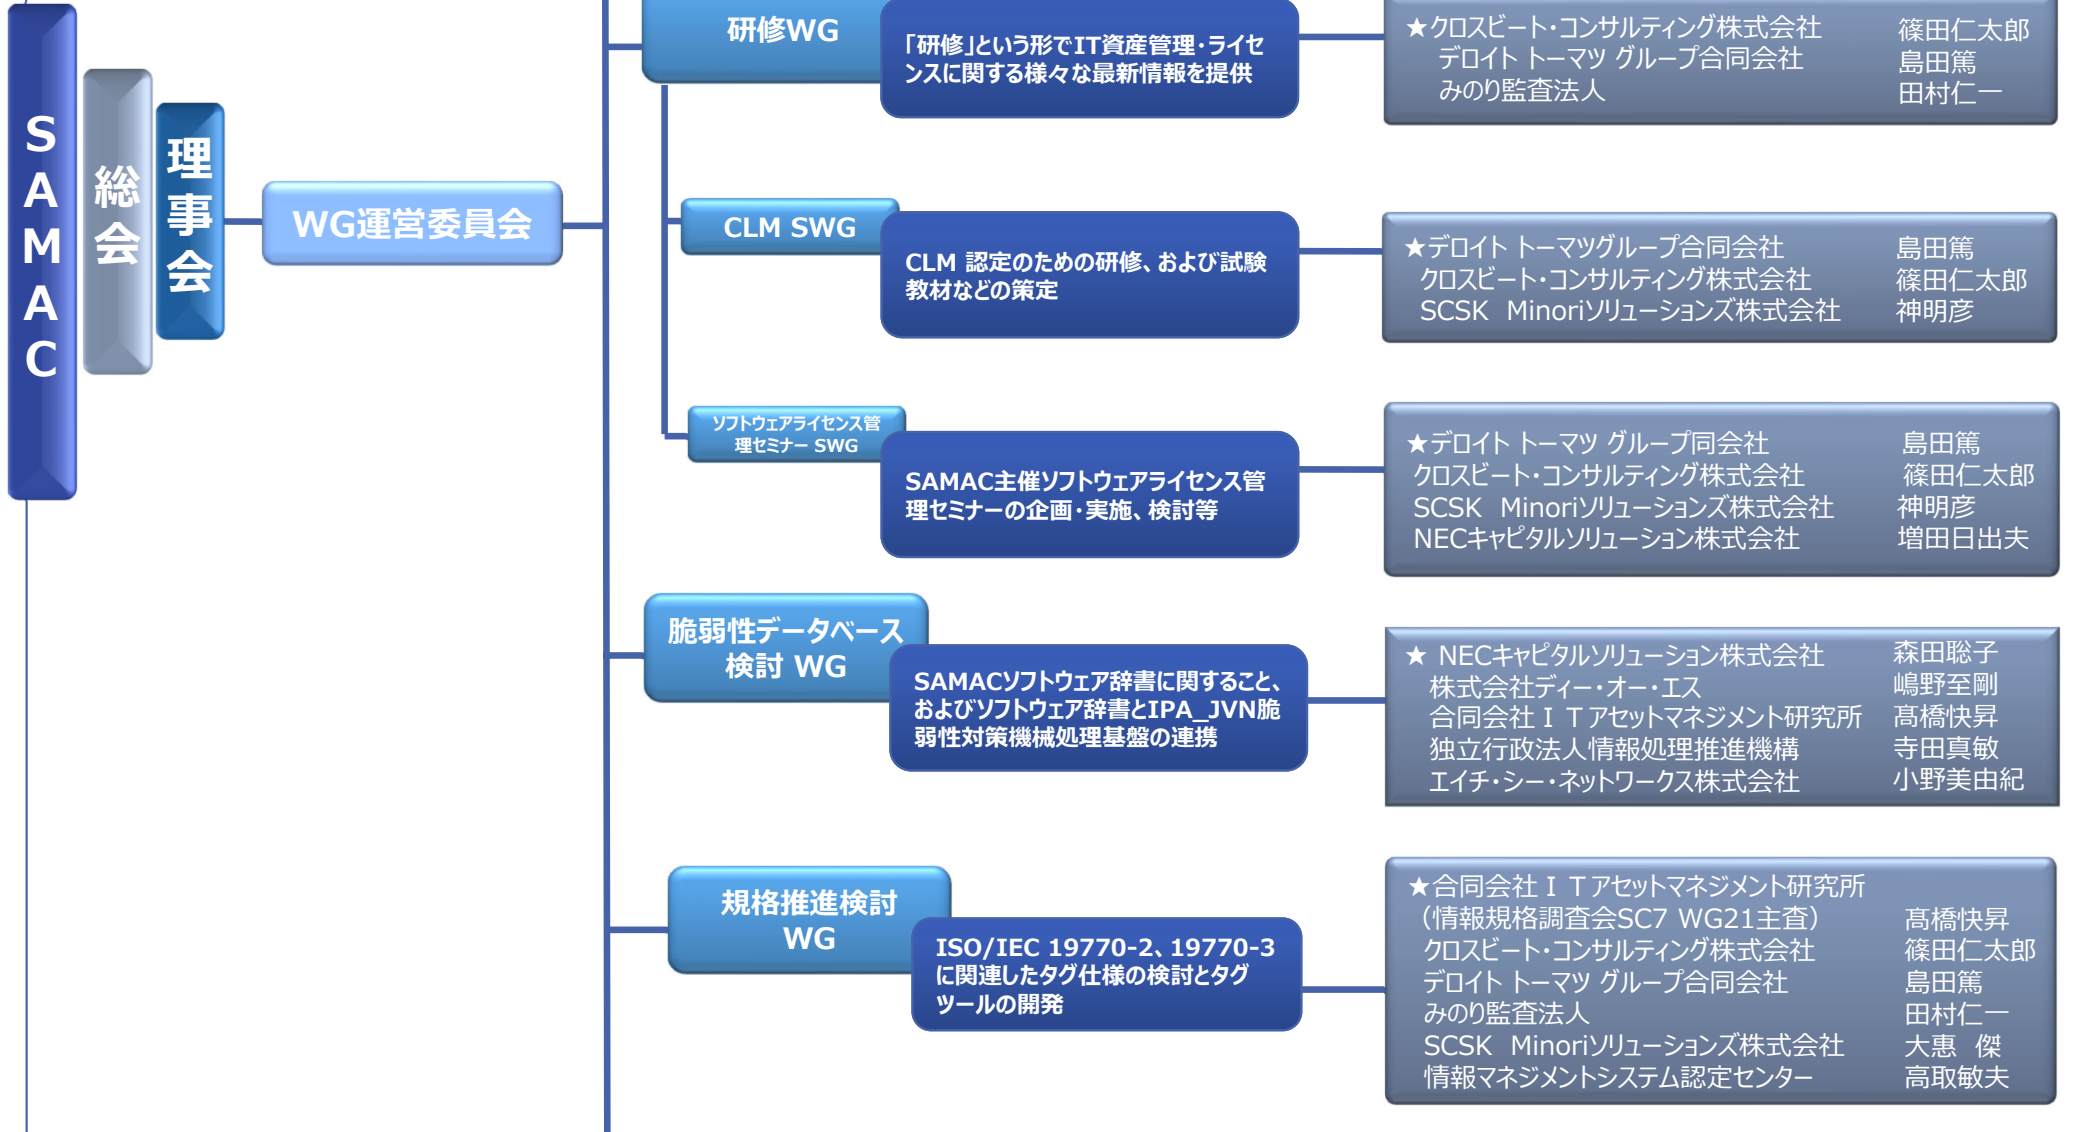 SAMAC
総会
理事会
WG運営委員会
研修WG
「研修」という形でIT資産管理・ライセ
ンスに関する様々な最新情報を提供
★クロスビート・コンサルティング株式会社 篠田仁太郎
デロイト トーマツ グループ合同会社 島田篤
みのり監査法人 田村仁一
CLM SWG
CLM 認定のための研修、および試験
教材などの策定
★デロイト トーマツグループ合同会社 島田篤
クロスビート・コンサルティング株式会社 篠田仁太郎
SCSK Minoriソリューションズ株式会社 神明彦
ソフトウェアライセンス管
理セミナー SWG
SAMAC主催ソフトウェアライセンス管
理セミナーの企画・実施、検討等
★デロイト トーマツ グループ同会社 島田篤
クロスビート・コンサルティング株式会社 篠田仁太郎
SCSK Minoriソリューションズ株式会社 神明彦
NECキャピタルソリューション株式会社 増田日出夫
脆弱性データベース
検討 WG
SAMACソフトウェア辞書に関すること、
およびソフトウェア辞書とIPA_JVN脆
弱性対策機械処理基盤の連携
★ NECキャピタルソリューション株式会社 森田聡子
株式会社ディー・オー・エス 嶋野至剛
合同会社ＩＴアセットマネジメント研究所 髙橋快昇
独立行政法人情報処理推進機構 寺田真敏
エイチ・シー・ネットワークス株式会社 小野美由紀
規格推進検討
WG
ISO/IEC 19770-2、19770-3
に関連したタグ仕様の検討とタグ
ツールの開発
★合同会社ＩＴアセットマネジメント研究所
（情報規格調査会SC7 WG21主査） 髙橋快昇
クロスビート・コンサルティング株式会社 篠田仁太郎
デロイト トーマツ グループ合同会社 島田篤
みのり監査法人 田村仁一
SCSK Minoriソリューションズ株式会社 大恵 傑
情報マネジメントシステム認定センター 高取敏夫